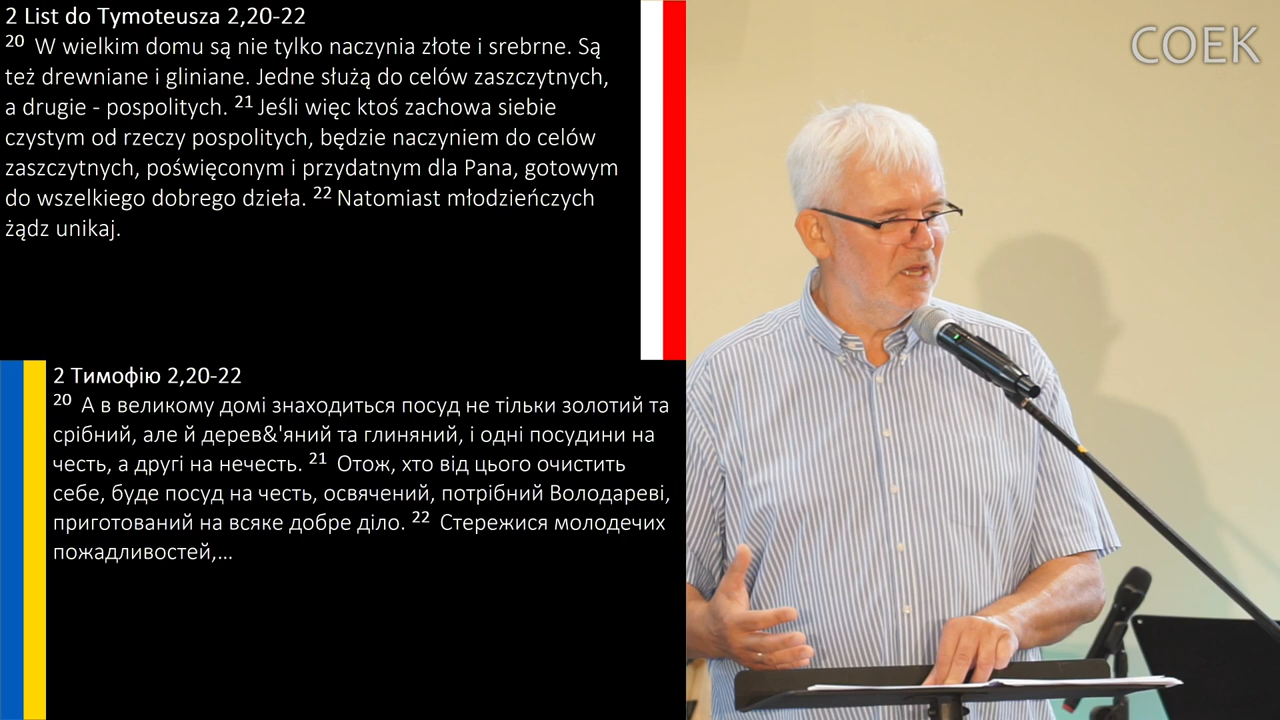 2 List do Tymoteusza 2,20-22
20 W wielkim domu są nie tylko naczynia złote i srebrne. Są
też drewniane i gliniane. Jedne służą do celów zaszczytnych,
a drugie - pospolitych. 21 Jeśli więc ktoś zachowa siebie
czystym od rzeczy pospolitych, będzie naczyniem do celów
zaszczytnych, poświęconym i przydatnym dla Pana, gotowym
do wszelkiego dobrego dzieła. 22 Natomiast młodzieńczych
żądz unikaj.
2 Тимофію 2,20-22
20 А в великому домі знаходиться посуд не тільки золотий та
срібний, але й дерев&'яний та глиняний, і одні посудини на
честь, а другі на нечесть. 21 Отож, хто від цього очистить
себе, буде посуд на честь, освячений, потрібний Володареві,
приготований на всяке добре діло. 22 Стережися молодечих
пожадливостей,...
COEK